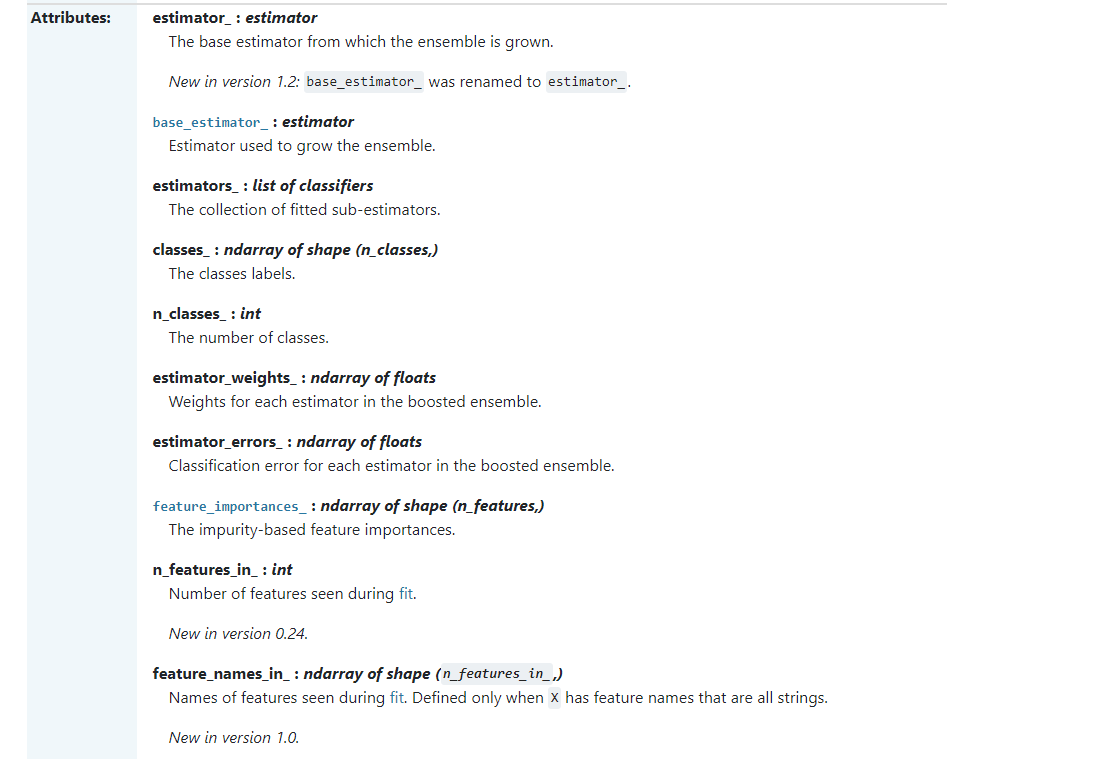 Attributes:
estimator_ : estimator
The base estimator from which the ensemble is grown.
New in version 1.2: base_estimator_ was renamed to estimator_.
base_estimator_ : estimator
Estimator used to grow the ensemble.
estimators_ : list of classifiers
The collection of fitted sub-estimators.
classes_ : ndarray of shape (n_classes,)
The classes labels.
n_classes_ : int
The number of classes.
estimator_weights_ : ndarray of floats
Weights for each estimator in the boosted ensemble.
estimator_errors_ : ndarray of floats
Classification error for each estimator in the boosted ensemble.
feature_importances_ : ndarray of shape (n_features,)
The impurity-based feature importances.
n_features_in_ : int
Number of features seen during fit.
New in version 0.24.
feature_names_in_ : ndarray of shape (n_features_in_,)
Names of features seen during fit. Defined only when X has feature names that are all strings.
New in version 1.0.